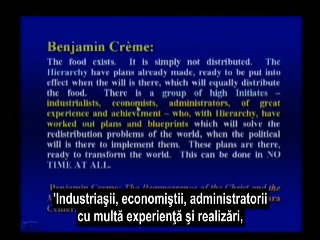 Benjamin Crème:
The food exists. It is simply not distributed. The
Hierarchy have plans already made, ready to be put into
effect when the will is there, which will equally distribute
the food. There is a group of high Initiates –
industrialists, economists, administrators, of great
experience and achievement – who, with Hierarchy, have
worked out plans and blueprints which will solve the
redistribution problems of the world, when the political
will is there to implement them. These plans are there,
ready to transform the world. This can be done in NO
TIME AT ALL.
Benjamin Creme: The Reappearance of the Christ and the
'Industriaşii, economiştii, administratorii
cu multă experienţă şi realizări,